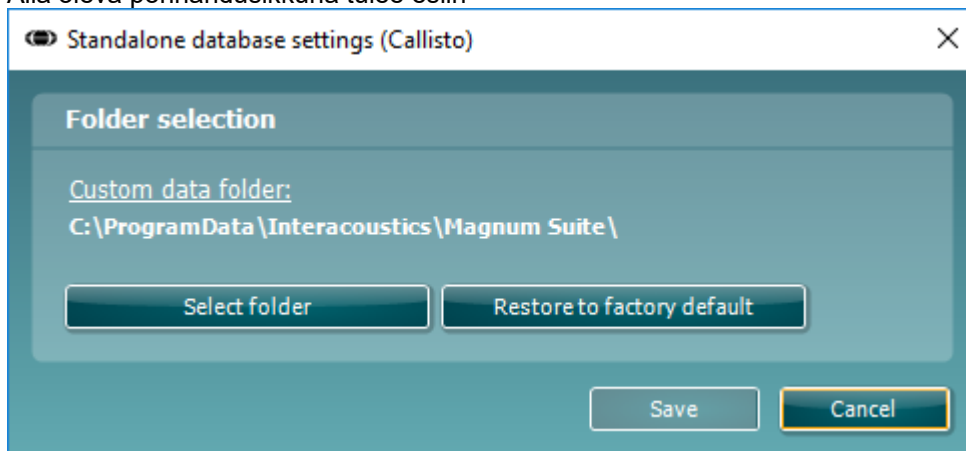 Standalone database settings (Callisto)
Folder selection
Custom data folder:
C:\ProgramData\Interacoustics\Magnum Suite\
Select folder Restore to factory default
Save Cancel